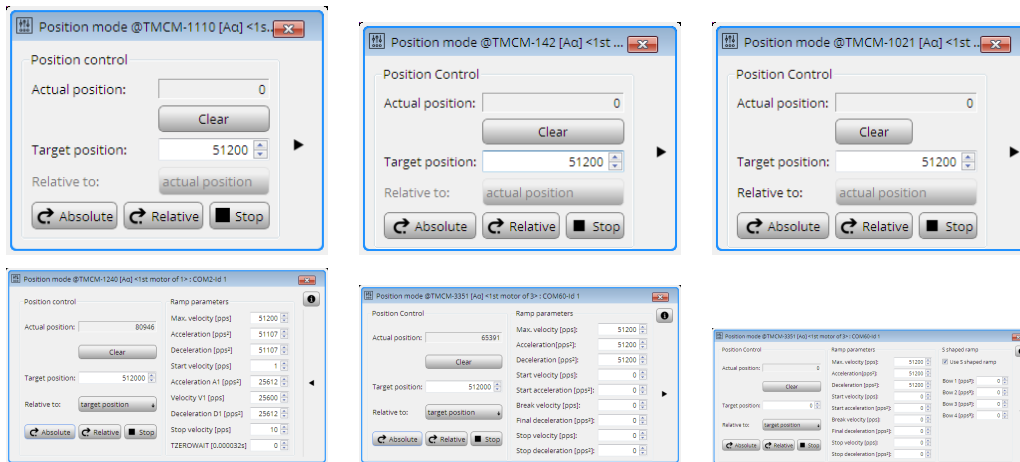 Position mode @TMCM-1110 [Aα] <1s...
Position control
Actual position: 0
Clear
Target position: 51200
Relative to: actual position
Absolute Relative Stop
Position mode @TMCM-142 [Aα] <1st ...
Position Control
Actual position: 0
Clear
Target position: 51200
Relative to: actual position
Absolute Relative Stop
Position mode @TMCM-1021 [Aα] <1st ...
Position Control
Actual position: 0
Clear
Target position: 51200
Relative to: actual position
Absolute Relative Stop
Position mode @TMCM-1240 [Aα] <1st motor of 1> : COM2-Id 1
Position control
Actual position: 80946
Clear
Target position: 512000
Relative to: target position
Absolute Relative Stop
Ramp parameters
Max. velocity [pps] 51200
Acceleration [pps²] 51107
Deceleration [pps²] 51107
Start velocity [pps] 1
Acceleration A1 [pps²] 25612
Velocity V1 [pps] 25600
Deceleration D1 [pps²] 25612
Stop velocity [pps] 10
TZEROWAIT [0.000032s] 0
Position mode @TMCM-3351 [Aα] <1st motor of 3> : COM60-Id 1
Position Control
Actual position: 65391
Clear
Target position: 512000
Relative to: target position
Absolute Relative Stop
Ramp parameters
Max. velocity [pps]: 51200
Acceleration[pps²]: 51200
Deceleration [pps²]: 51200
Start velocity [pps]: 0
Start acceleration [pps²]: 0
Break velocity [pps]: 0
Final deceleration [pps²]: 0
Stop velocity [pps]: 0
Stop deceleration [pps²]: 0
Position mode @TMCM-3351 [Aα] <1st motor of 3> : COM60-Id 1
Position Control
Actual position: 0
Clear
Target position: 0
Relative to: target position
Absolute Relative Stop
Ramp parameters
Max. velocity [pps]: 51200
Acceleration[pps²]: 51200
Deceleration [pps²]: 51200
Start velocity [pps]: 0
Start acceleration [pps²]: 0
Break velocity [pps]: 0
Final deceleration [pps²]: 0
Stop velocity [pps]: 0
Stop deceleration [pps²]: 0
S shaped ramp
Use S shaped ramp
Bow 1 [pps³]: 0
Bow 2 [pps³]: 0
Bow 3 [pps³]: 0
Bow 4 [pps³]: 0